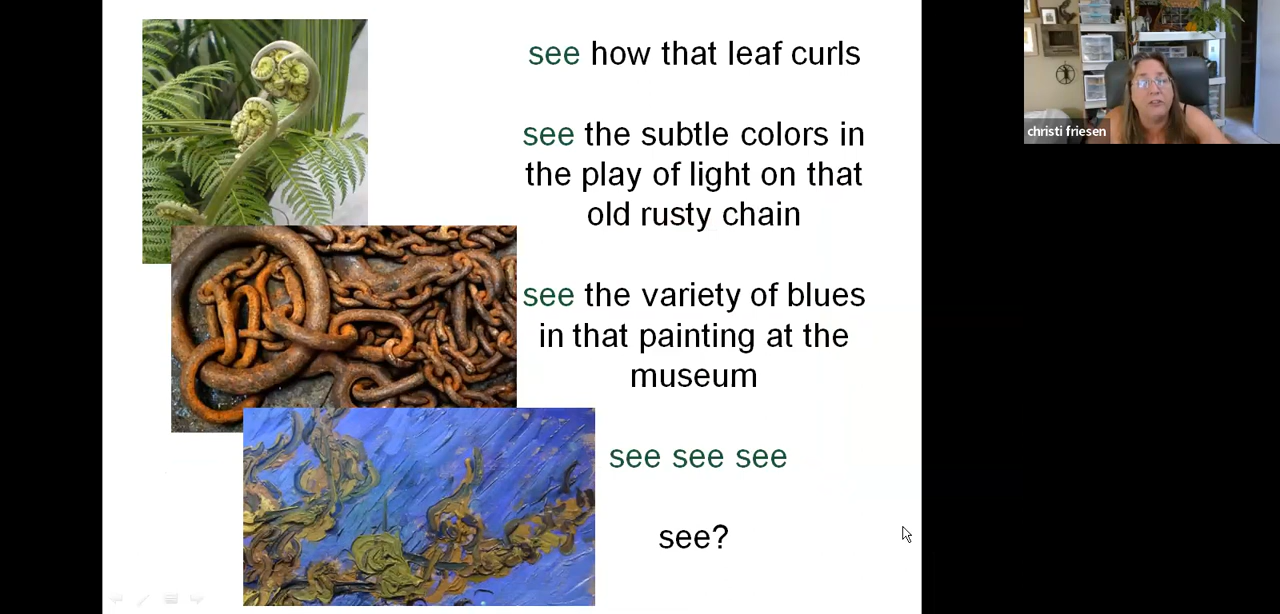 see how that leaf curls
see the subtle colors in
the play of light on that
old rusty chain
see the variety of blues
in that painting at the
museum
see see see
see?
christi friesen